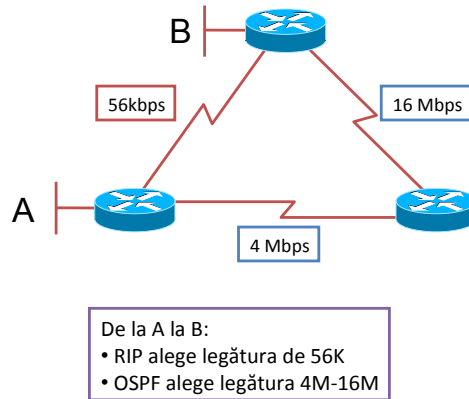 B
56kbps
16 Mbps
A
4 Mbps
De la A la B:
• RIP alege legătura de 56K
• OSPF alege legătura 4M-16M